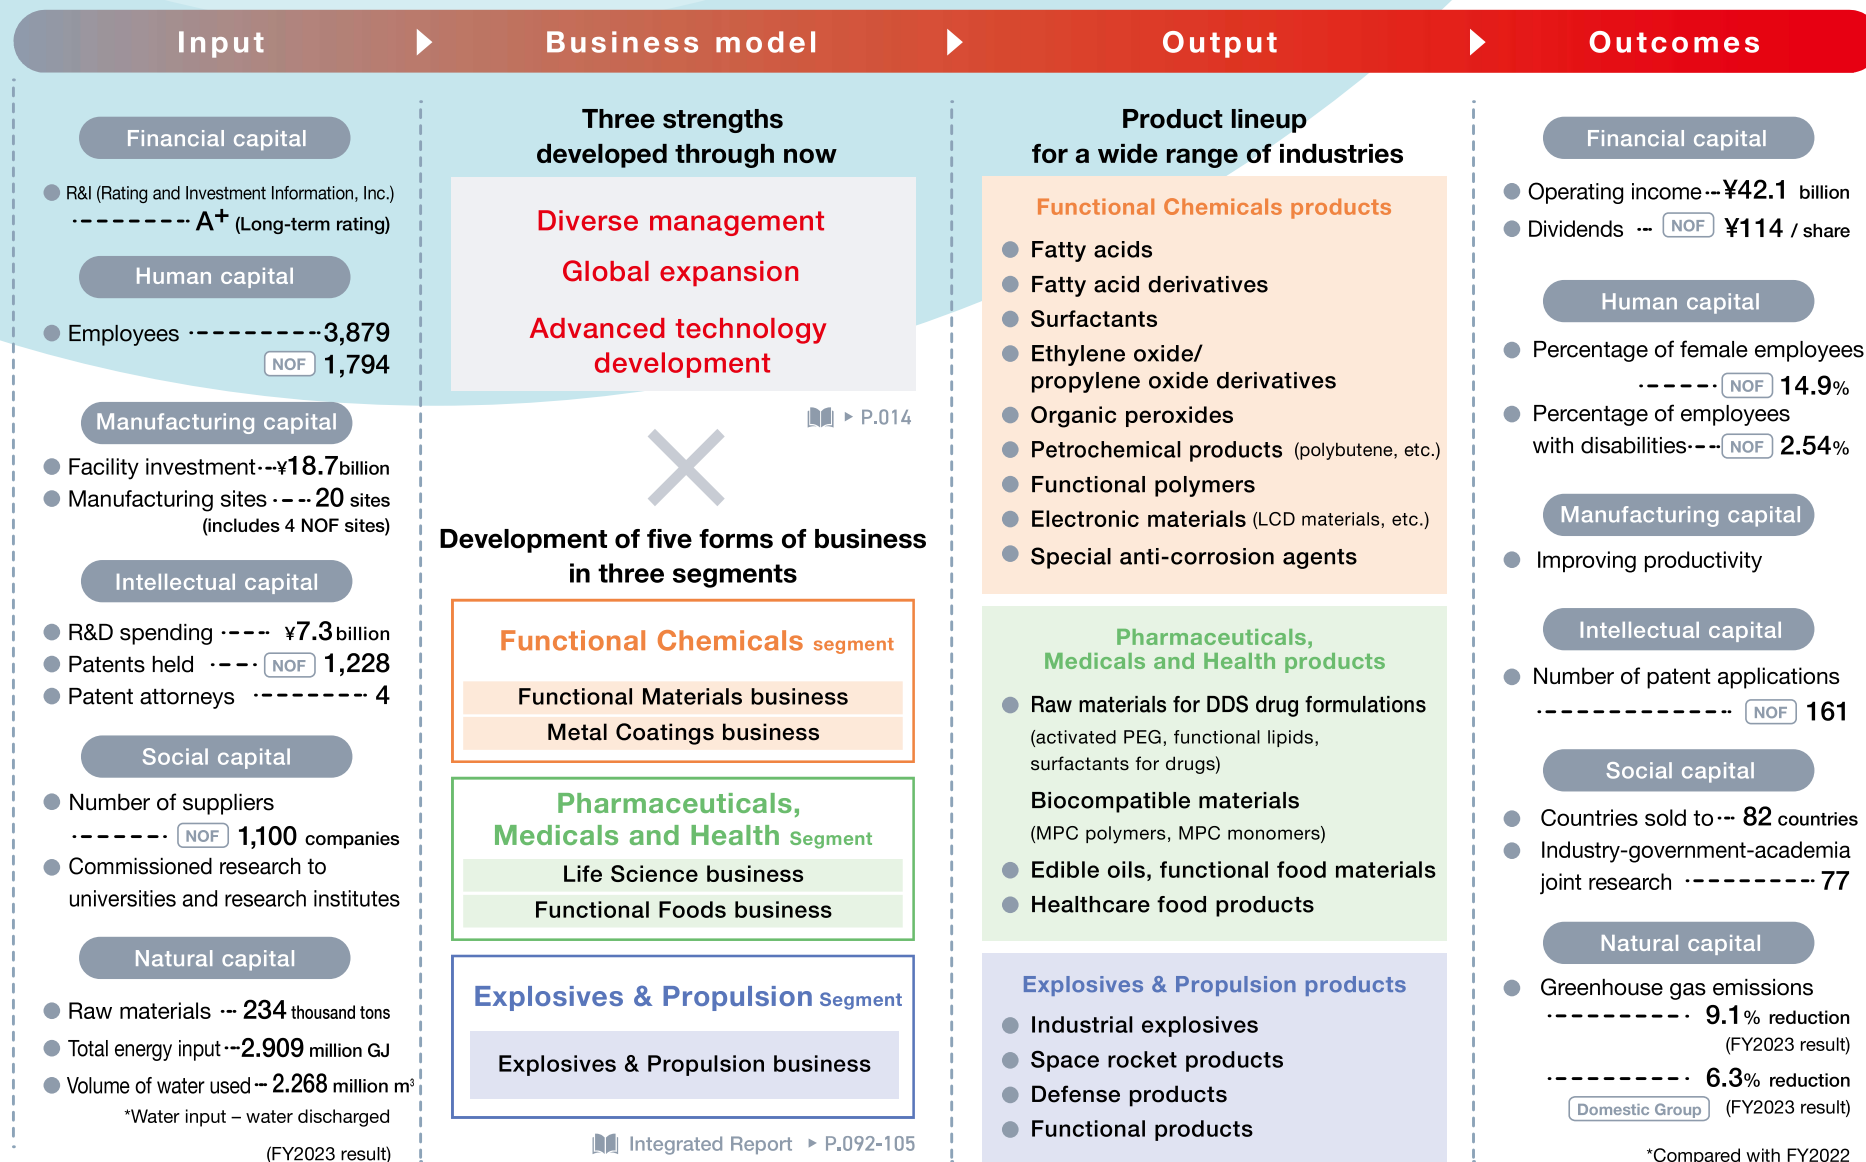 Input
Business model
Output
Outcomes
Financial capital
R&I (Rating and Investment Information, Inc.)
A+ (Long-term rating)
Human capital
Employees 3,879
NOF 1,794
Manufacturing capital
Facility investment ¥18.7 billion
Manufacturing sites 20 sites
(includes 4 NOF sites)
Intellectual capital
R&D spending ¥7.3 billion
Patents held NOF 1,228
Patent attorneys 4
Social capital
Number of suppliers
NOF 1,100 companies
Commissioned research to
universities and research institutes
Natural capital
Raw materials 234 thousand tons
Total energy input 2.909 million GJ
Volume of water used 2.268 million m³
*Water input – water discharged
(FY2023 result)
Three strengths
developed through now
Diverse management
Global expansion
Advanced technology
development
P.014
Development of five forms of business
in three segments
Functional Chemicals segment
Functional Materials business
Metal Coatings business
Pharmaceuticals,
Medicals and Health Segment
Life Science business
Functional Foods business
Explosives & Propulsion Segment
Explosives & Propulsion business
Integrated Report P.092-105
Product lineup
for a wide range of industries
Functional Chemicals products
Fatty acids
Fatty acid derivatives
Surfactants
Ethylene oxide/
propylene oxide derivatives
Organic peroxides
Petrochemical products (polybutene, etc.)
Functional polymers
Electronic materials (LCD materials, etc.)
Special anti-corrosion agents
Pharmaceuticals,
Medicals and Health products
Raw materials for DDS drug formulations
(activated PEG, functional lipids,
surfactants for drugs)
Biocompatible materials
(MPC polymers, MPC monomers)
Edible oils, functional food materials
Healthcare food products
Explosives & Propulsion products
Industrial explosives
Space rocket products
Defense products
Functional products
Financial capital
Operating income ¥42.1 billion
Dividends NOF ¥114 / share
Human capital
Percentage of female employees
NOF 14.9%
Percentage of employees
with disabilities NOF 2.54%
Manufacturing capital
Improving productivity
Intellectual capital
Number of patent applications
NOF 161
Social capital
Countries sold to 82 countries
Industry-government-academia
joint research 77
Natural capital
Greenhouse gas emissions
9.1% reduction
(FY2023 result)
6.3% reduction
Domestic Group (FY2023 result)
*Compared with FY2022